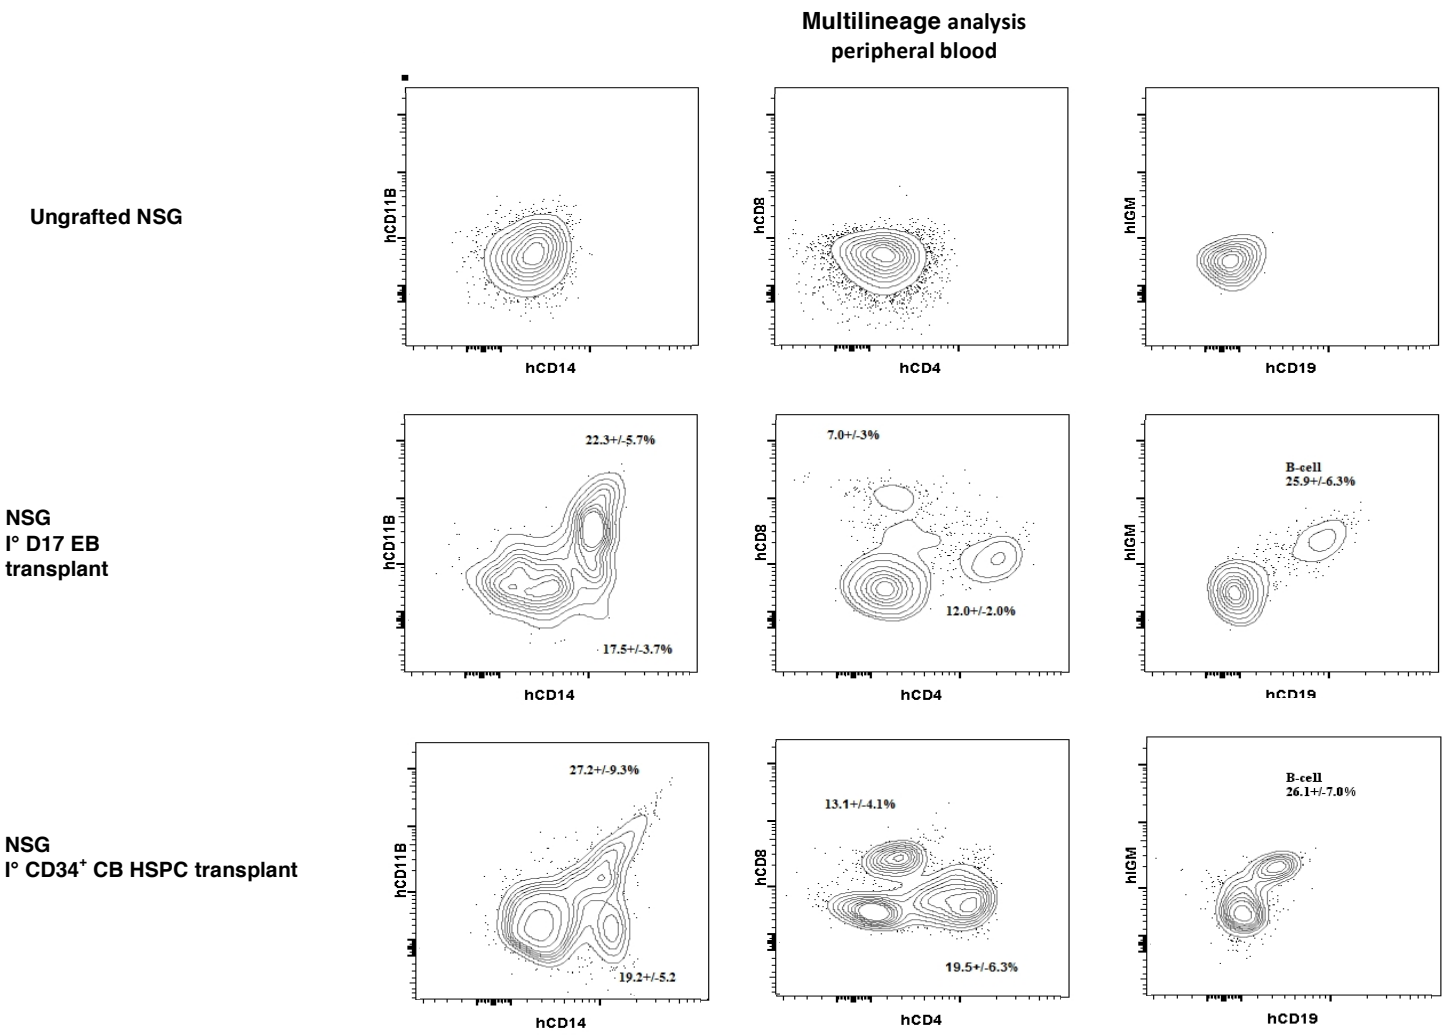 Multilineage analysis
peripheral blood
Ungrafted NSG
hCD11B
hCD14
hCD8
hCD4
hIGM
hCD19
NSG
I° D17 EB
transplant
22.3+/-5.7%
17.5+/-3.7%
hCD11B
hCD14
7.0+/-3%
12.0+/-2.0%
hCD8
hCD4
B-cell
25.9+/-6.3%
hIGM
hCD19
NSG
I° CD34+ CB HSPC transplant
27.2+/-9.3%
19.2+/-5.2
hCD11B
hCD14
13.1+/-4.1%
19.5+/-6.3%
hCD8
hCD4
B-cell
26.1+/-7.0%
hIGM
hCD19